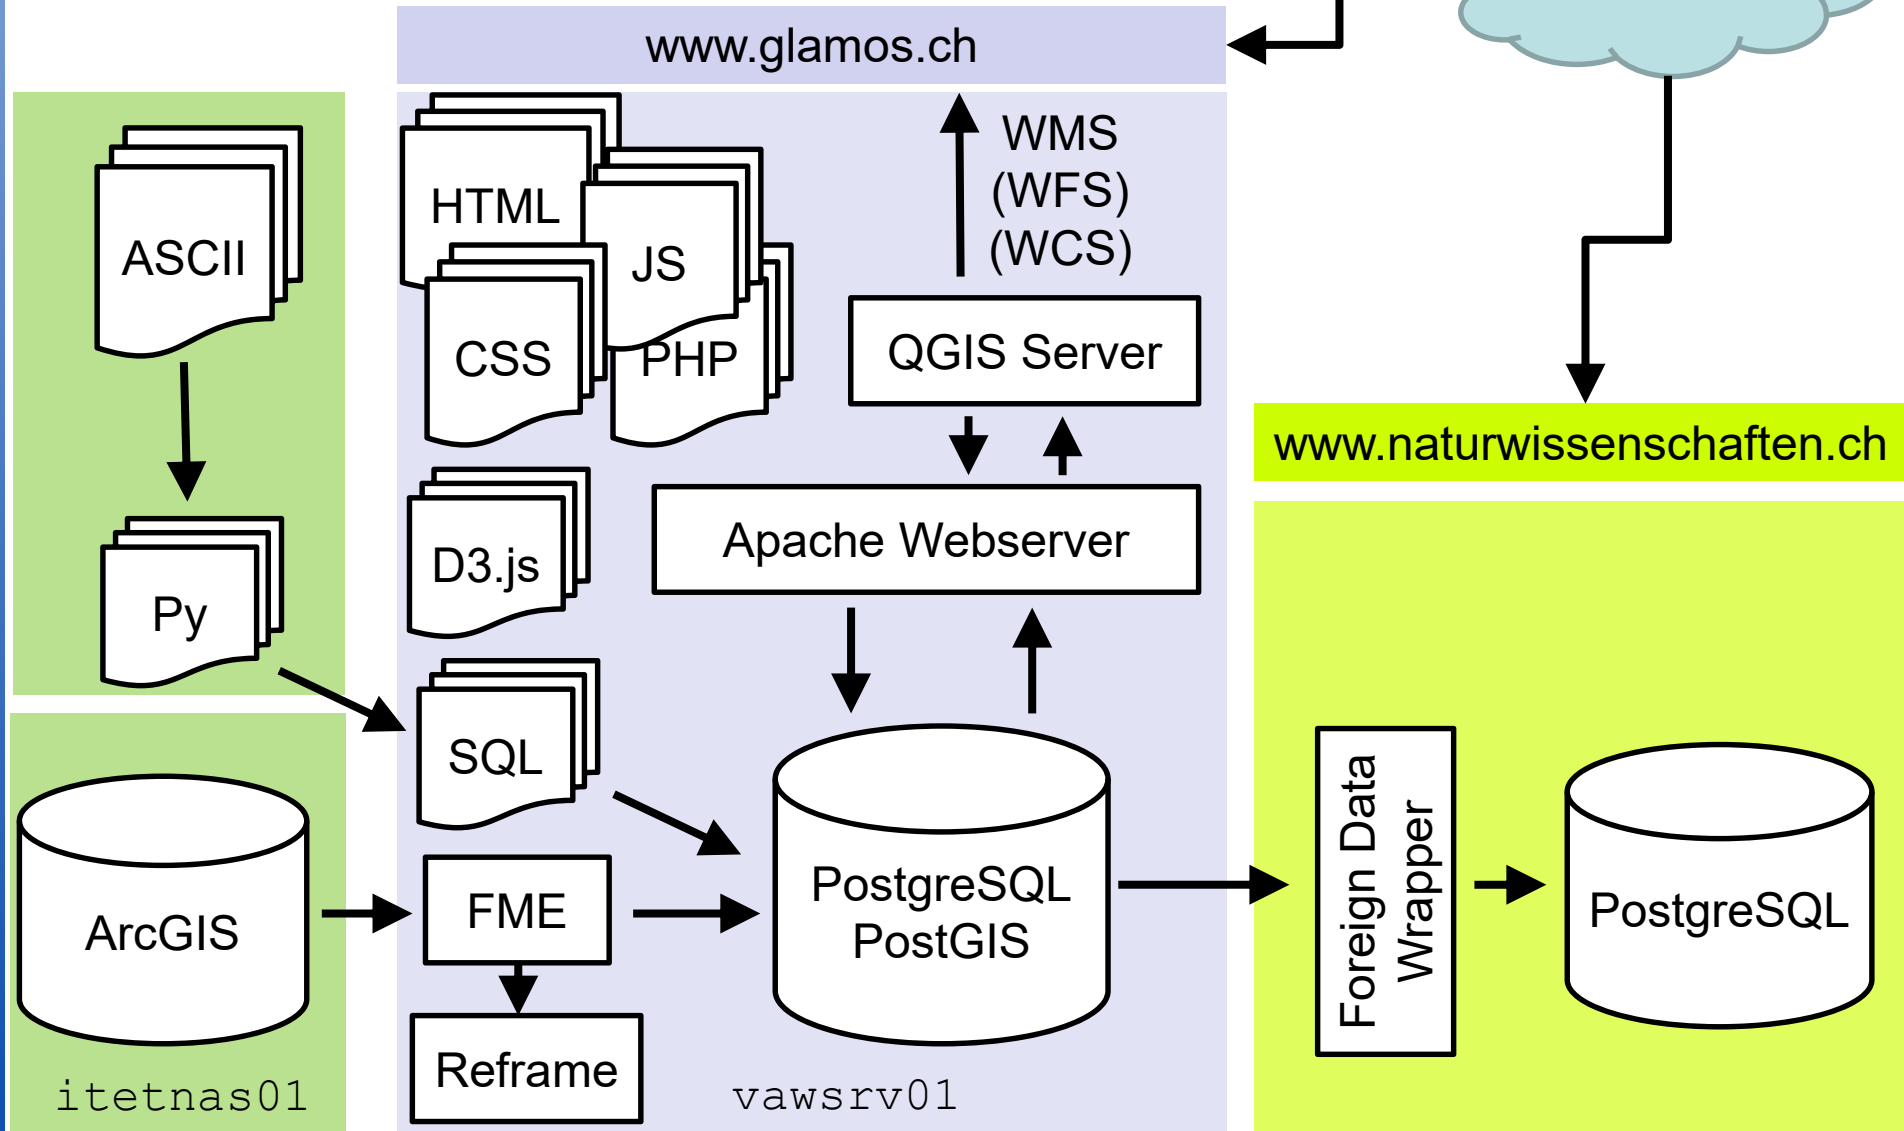 www.glamos.ch
ASCII
Py
HTML
JS
CSS
PHP
WMS
(WFS)
(WCS)
QGIS Server
D3.js
Apache Webserver
SQL
ArcGIS
FME
Reframe
PostgreSQL
PostGIS
itetnas01
vawsrv01
www.naturwissenschaften.ch
Foreign Data
Wrapper
PostgreSQL